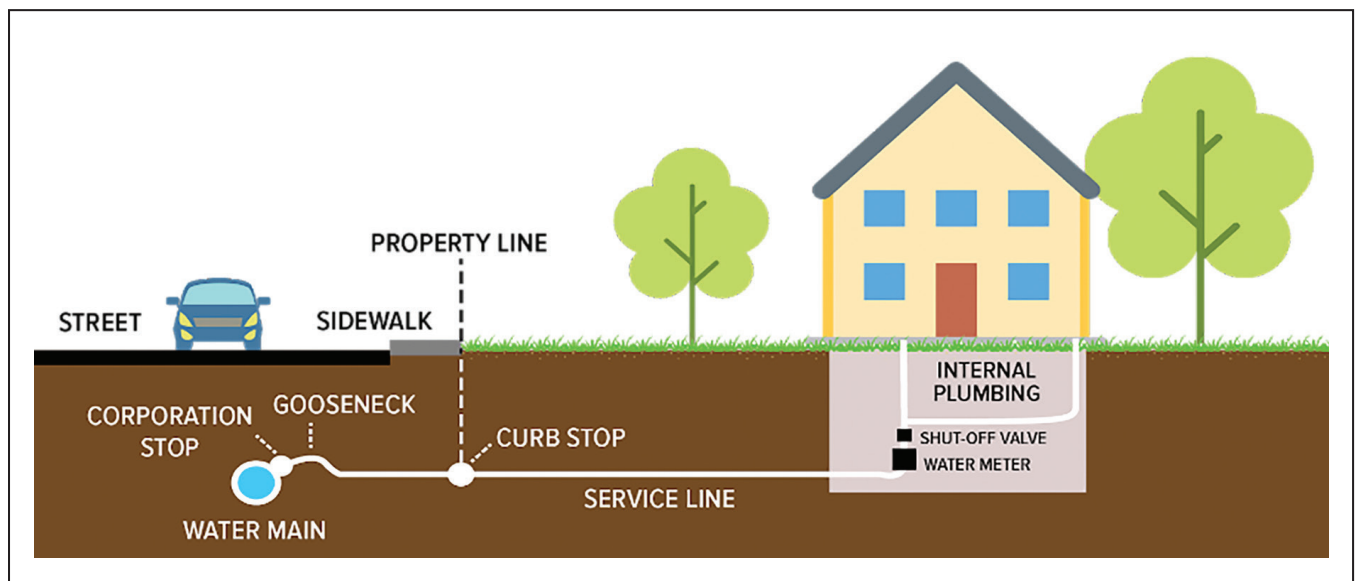 PROPERTY LINE
STREET
SIDEWALK
INTERNAL
PLUMBING
CORPORATION
STOP
GOOSENECK
CURB STOP
SHUT-OFF VALVE
WATER METER
SERVICE LINE
WATER MAIN